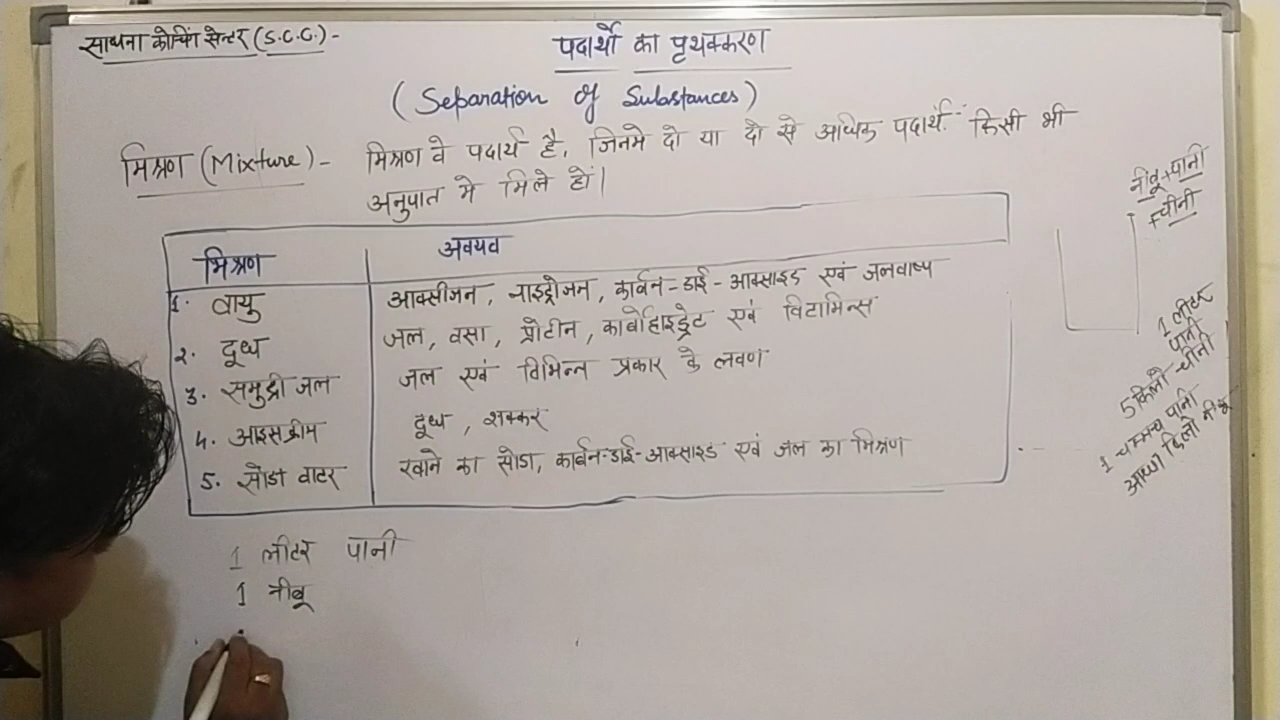 साधना कोचिंग सेन्टर (S.C.C.)-
पदार्थो का पृथक्करण
( Separation of Substances )
मिश्रण (Mixture) - मिश्रण वे पदार्थ है, जिनमे दो या दो से अधिक पदार्थ किसी भी
अनुपात मे मिले हों।
मिश्रण अवयव
1. वायु आक्सीजन, नाइट्रोजन, कार्बन-डाई-आक्साइड एवं जलवाष्प
2. दूध जल, वसा, प्रोटीन, कार्बोहाइड्रेट एवं विटामिन्स
3. समुद्री जल जल एवं विभिन्न प्रकार के लवण
4. आइसक्रीम दूध, शक्कर
5. सोडा वाटर खाने का सोडा, कार्बन-डाई-आक्साइड एवं जल का मिश्रण
1 लीटर पानी
1 नीबू
नीबू+पानी
+चीनी
1 लीटर
पानी
5 किलो चीनी
1 चम्मच पानी
आधा किलो नीबू